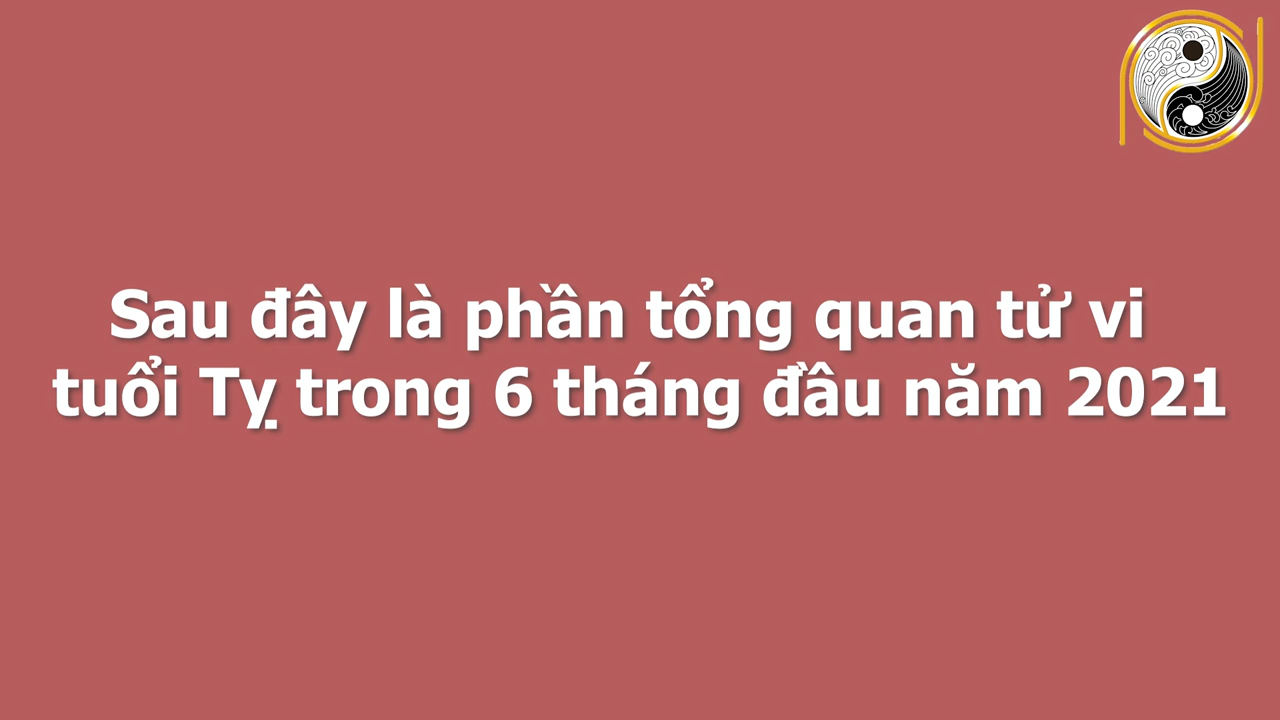 Sau đây là phần tổng quan tử vi
tuổi Tỵ trong 6 tháng đầu năm 2021